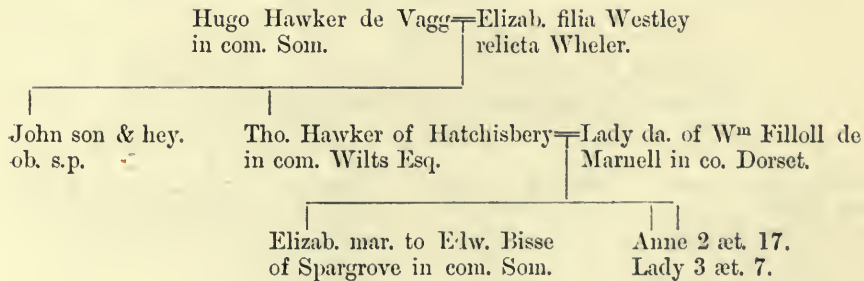 Hugo Hawker de Vagg=Elizab. filia Westley
in com. Som. relicta Wheler.
John son & hey.
ob. s.p.
Tho. Hawker of Hatchisbery=Lady da. of Wᵐ Filloll de
in com. Wilts Esq. Marnell in co. Dorset.
Elizab. mar. to Edw. Bisse
of Spargrove in com. Som.
Anne 2 æt. 17.
Lady 3 æt. 7.